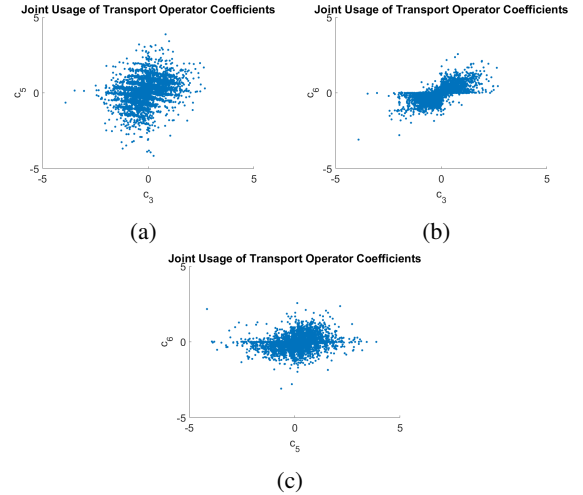 Joint Usage of Transport Operator Coefficients
5
c5
0
-5
-5 0 5
c3
(a)
Joint Usage of Transport Operator Coefficients
5
c6
0
-5
-5 0 5
c3
(b)
Joint Usage of Transport Operator Coefficients
5
c6
0
-5
-5 0 5
c5
(c)